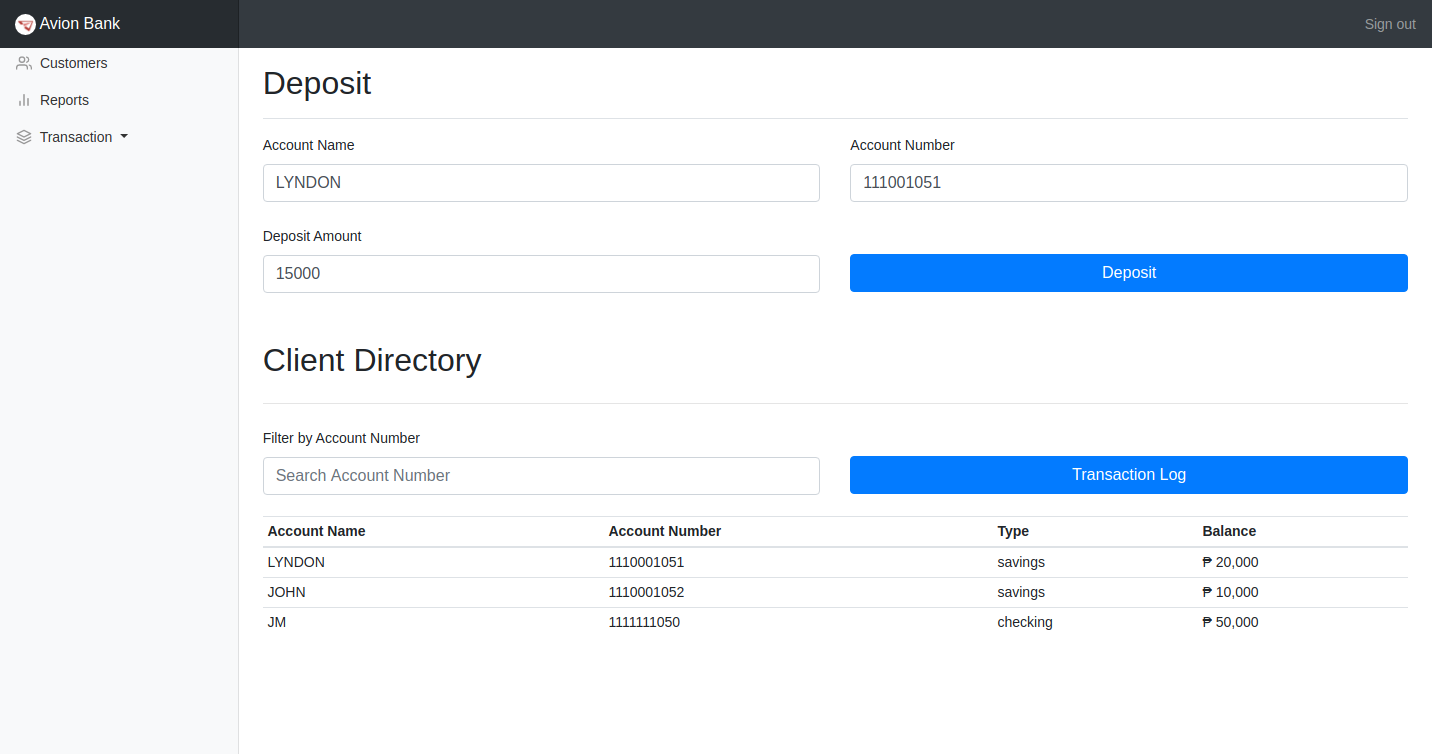 Avion Bank
Sign out
Customers
Reports
Transaction
Deposit
Account Name
Account Number
LYNDON
111001051
Deposit Amount
15000
Deposit
Client Directory
Filter by Account Number
Search Account Number
Transaction Log
Account Name Account Number Type Balance
LYNDON 1110001051 savings ₱ 20,000
JOHN 1110001052 savings ₱ 10,000
JM 1111111050 checking ₱ 50,000